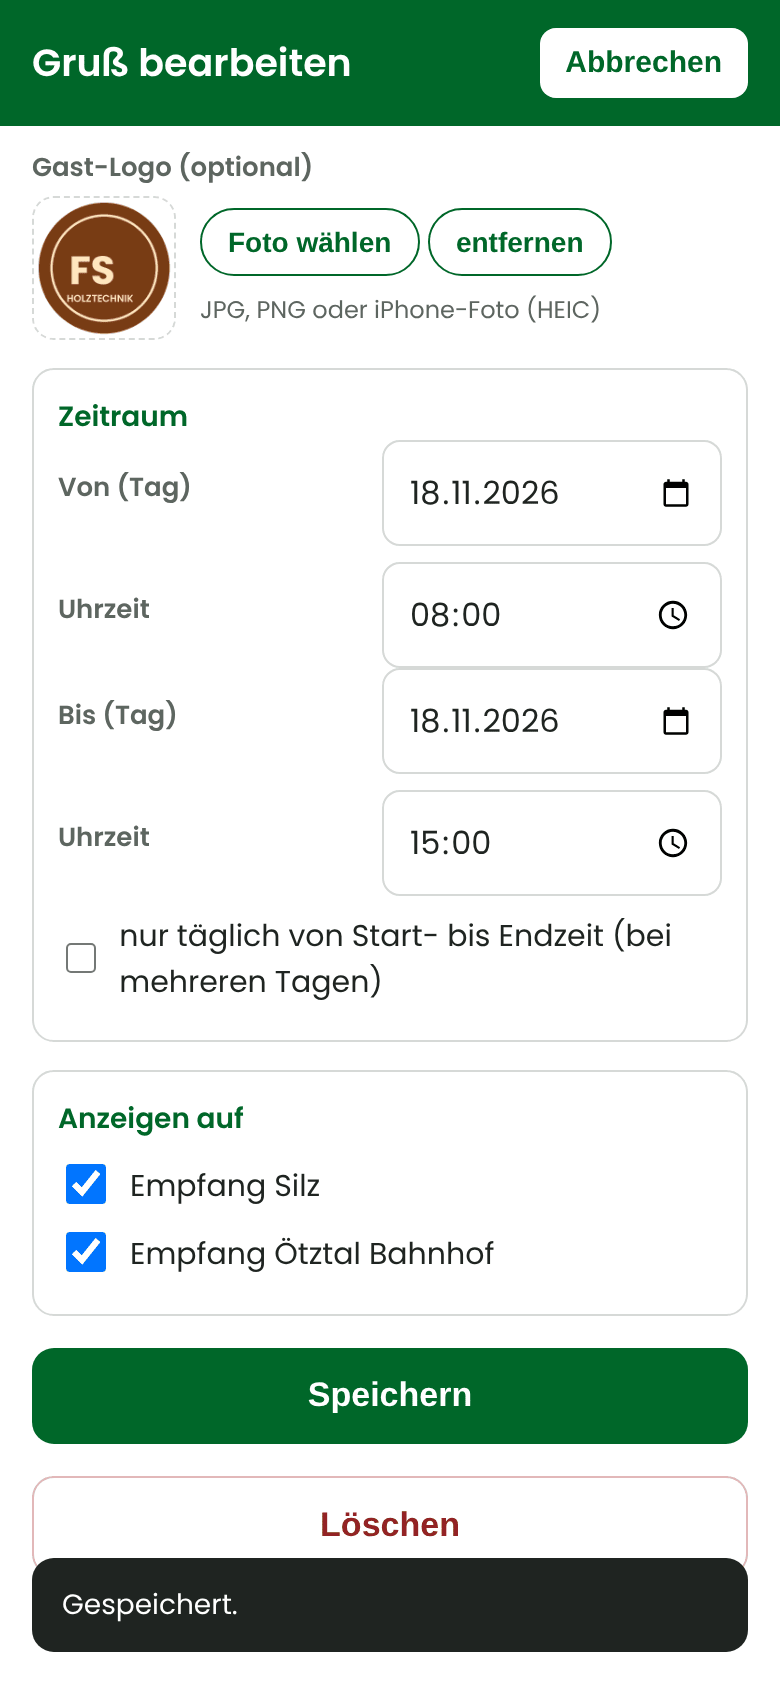 Gruß bearbeiten
Abbrechen
Gast-Logo (optional)
FS
HOLZTECHNIK
Foto wählen
entfernen
JPG, PNG oder iPhone-Foto (HEIC)
Zeitraum
Von (Tag)
18.11.2026
Uhrzeit
08:00
Bis (Tag)
18.11.2026
Uhrzeit
15:00
nur täglich von Start- bis Endzeit (bei
mehreren Tagen)
Anzeigen auf
Empfang Silz
Empfang Ötztal Bahnhof
Speichern
Löschen
Gespeichert.